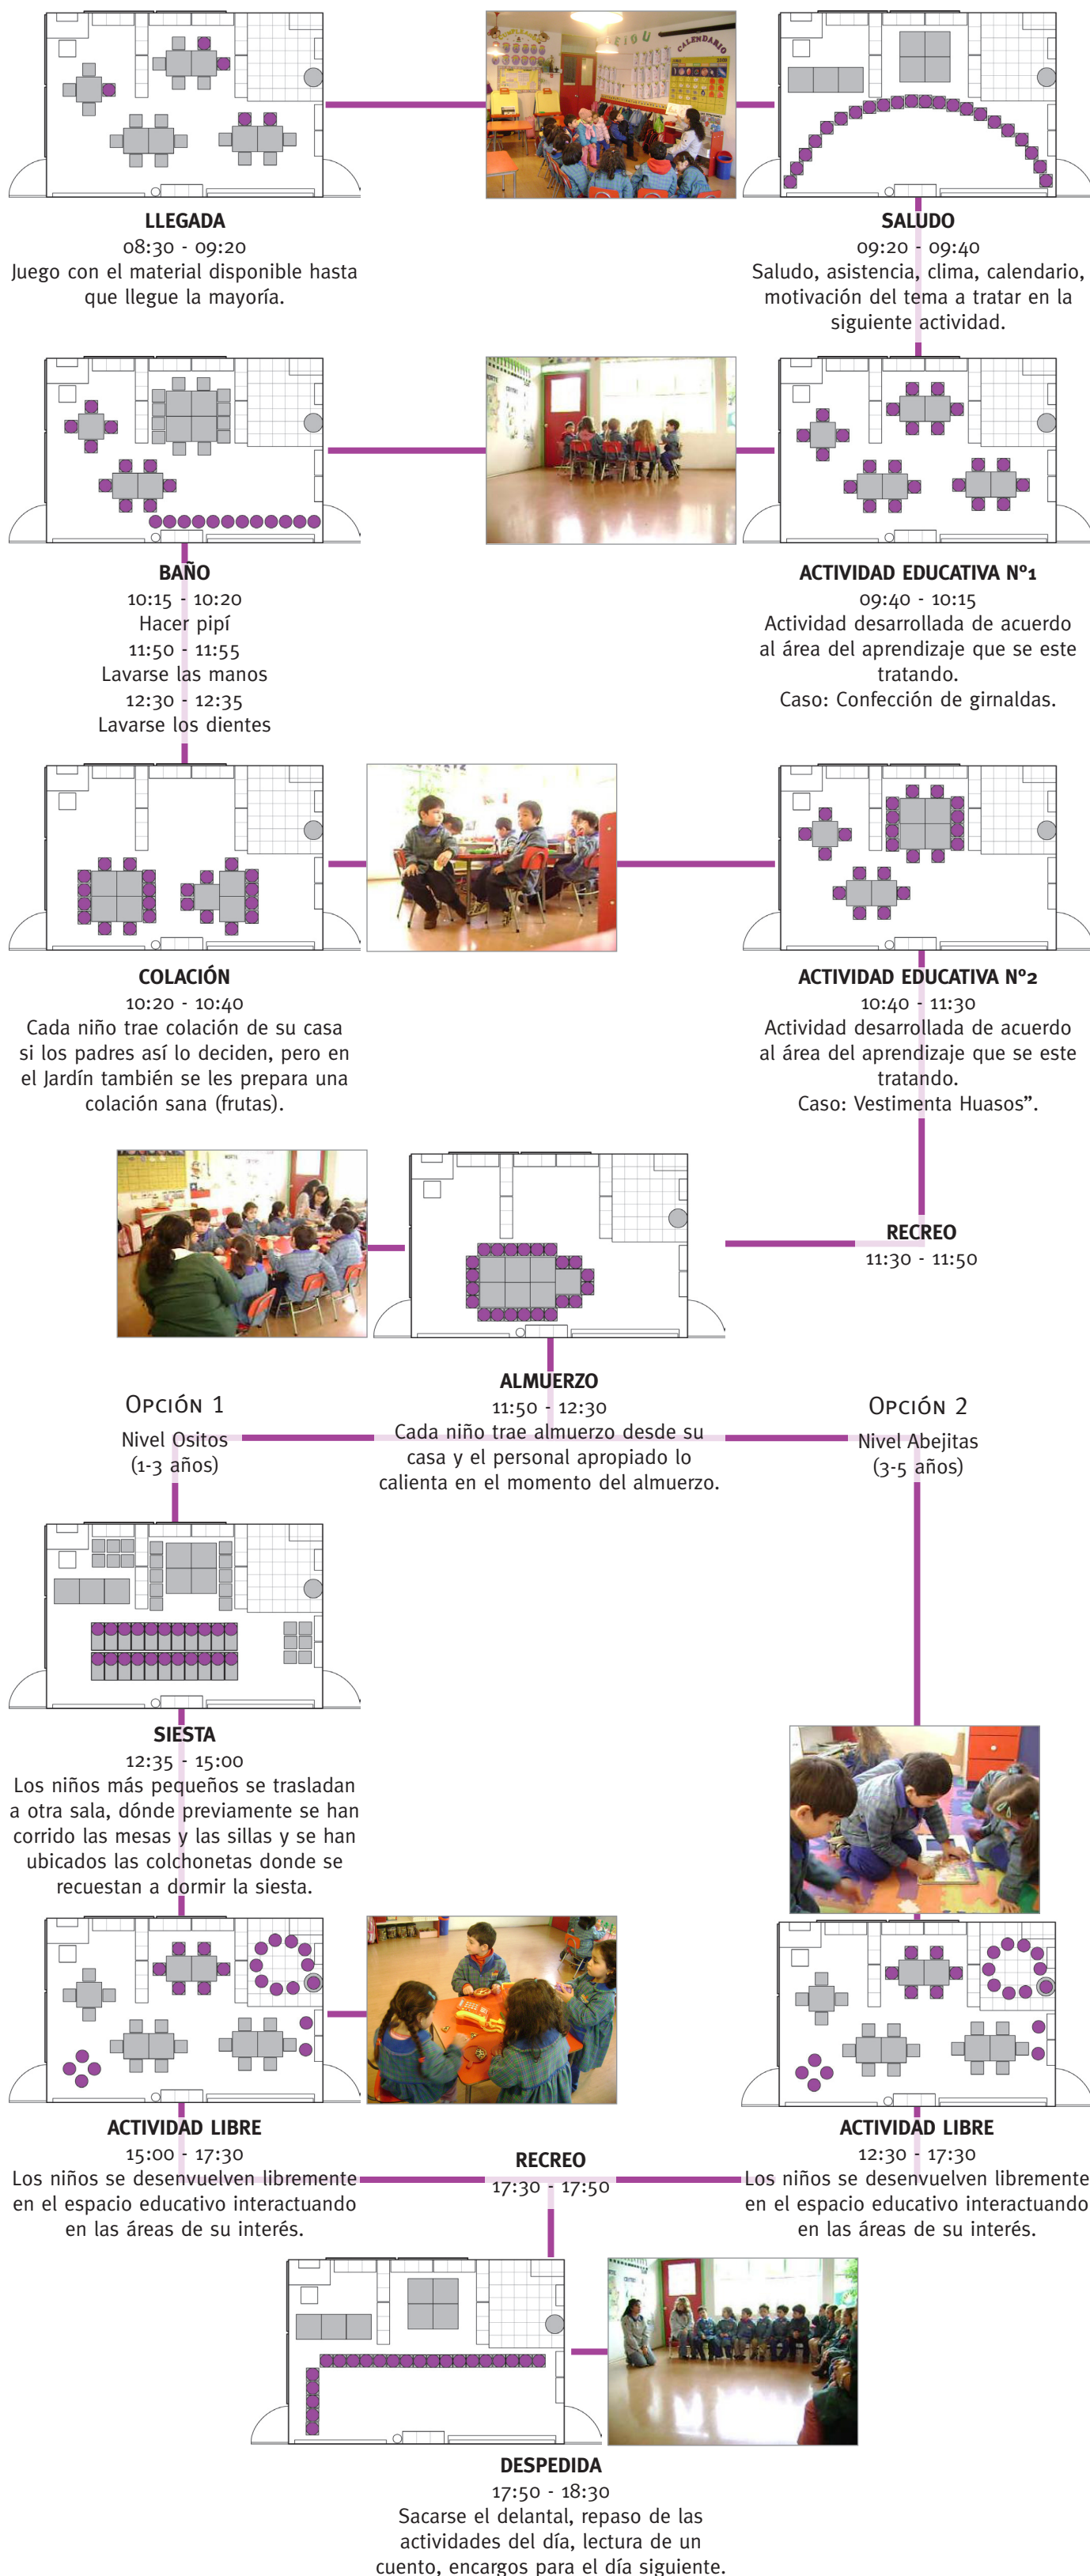 LLEGADA
08:30 - 09:20
Juego con el material disponible hasta
que llegue la mayoría.
CALENDARIO
SALUDO
09:20 - 09:40
Saludo, asistencia, clima, calendario,
motivación del tema a tratar en la
siguiente actividad.
BAÑO
10:15 - 10:20
Hacer pipí
11:50 - 11:55
Lavarse las manos
12:30 - 12:35
Lavarse los dientes
ACTIVIDAD EDUCATIVA Nº1
09:40 - 10:15
Actividad desarrollada de acuerdo
al área del aprendizaje que se este
tratando.
Caso: Confección de girnaldas.
COLACIÓN
10:20 - 10:40
Cada niño trae colación de su casa
si los padres así lo deciden, pero en
el Jardín también se les prepara una
colación sana (frutas).
ACTIVIDAD EDUCATIVA Nº2
10:40 - 11:30
Actividad desarrollada de acuerdo
al área del aprendizaje que se este
tratando.
Caso: Vestimenta Huasos”.
RECREO
11:30 - 11:50
ALMUERZO
11:50 - 12:30
Cada niño trae almuerzo desde su
casa y el personal apropiado lo
calienta en el momento del almuerzo.
Opción 1
Nivel Ositos
(1-3 años)
Opción 2
Nivel Abejitas
(3-5 años)
SIESTA
12:35 - 15:00
Los niños más pequeños se trasladan
a otra sala, dónde previamente se han
corrido las mesas y las sillas y se han
ubicados las colchonetas donde se
recuestan a dormir la siesta.
ACTIVIDAD LIBRE
15:00 - 17:30
Los niños se desenvuelven libremente
en el espacio educativo interactuando
en las áreas de su interés.
RECREO
17:30 - 17:50
ACTIVIDAD LIBRE
12:30 - 17:30
Los niños se desenvuelven libremente
en el espacio educativo interactuando
en las áreas de su interés.
DESPEDIDA
17:50 - 18:30
Sacarse el delantal, repaso de las
actividades del día, lectura de un
cuento, encargos para el día siguiente.